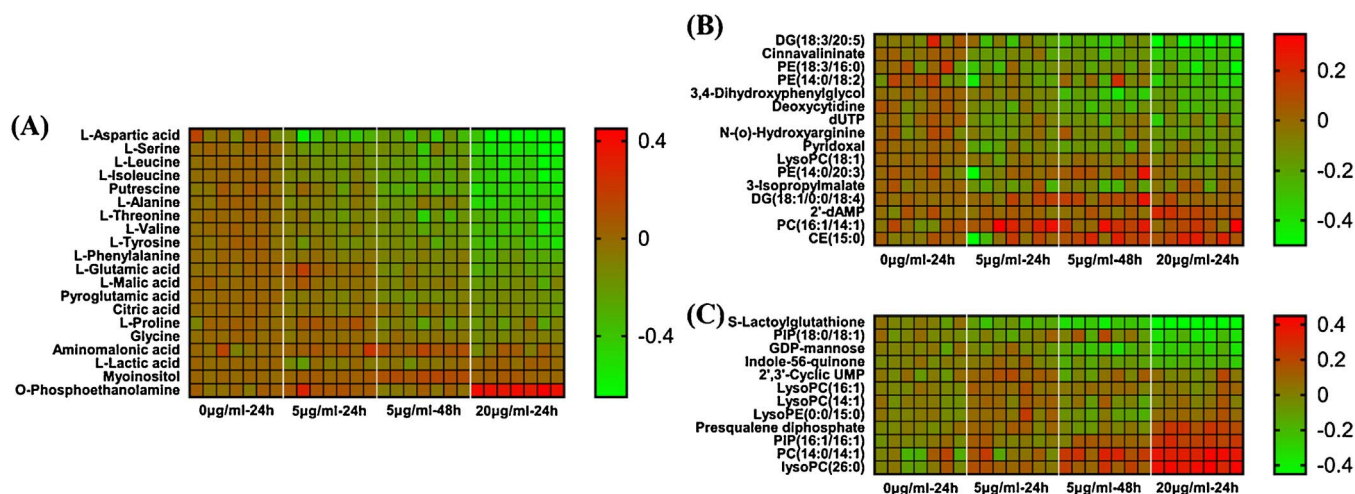 (A)
L-Aspartic acid
L-Serine
L-Leucine
L-Isoleucine
Putrescine
L-Alanine
L-Threonine
L-Valine
L-Tyrosine
L-Phenylalanine
L-Glutamic acid
L-Malic acid
Pyroglutamic acid
Citric acid
L-Proline
Glycine
Aminomalonic acid
L-Lactic acid
Myoinositol
O-Phosphoethanolamine
0µg/ml-24h 5µg/ml-24h 5µg/ml-48h 20µg/ml-24h
0.4
0
-0.4
(B)
DG(18:3/20:5)
Cinnavalininate
PE(18:3/16:0)
PE(14:0/18:2)
3,4-Dihydroxyphenylglycol
Deoxycytidine
dUTP
N-(o)-Hydroxyarginine
Pyridoxal
LysoPC(18:1)
PE(14:0/20:3)
3-Isopropylmalate
DG(18:1/0:0/18:4)
2'-dAMP
PC(16:1/14:1)
CE(15:0)
0µg/ml-24h 5µg/ml-24h 5µg/ml-48h 20µg/ml-24h
0.2
0
-0.2
-0.4
(C)
S-Lactoylglutathione
PIP(18:0/18:1)
GDP-mannose
Indole-56-quinone
2',3'-Cyclic UMP
LysoPC(16:1)
LysoPC(14:1)
LysoPE(0:0/15:0)
Presqualene diphosphate
PIP(16:1/16:1)
PC(14:0/14:1)
lysoPC(26:0)
0µg/ml-24h 5µg/ml-24h 5µg/ml-48h 20µg/ml-24h
0.4
0.2
0
-0.2
-0.4